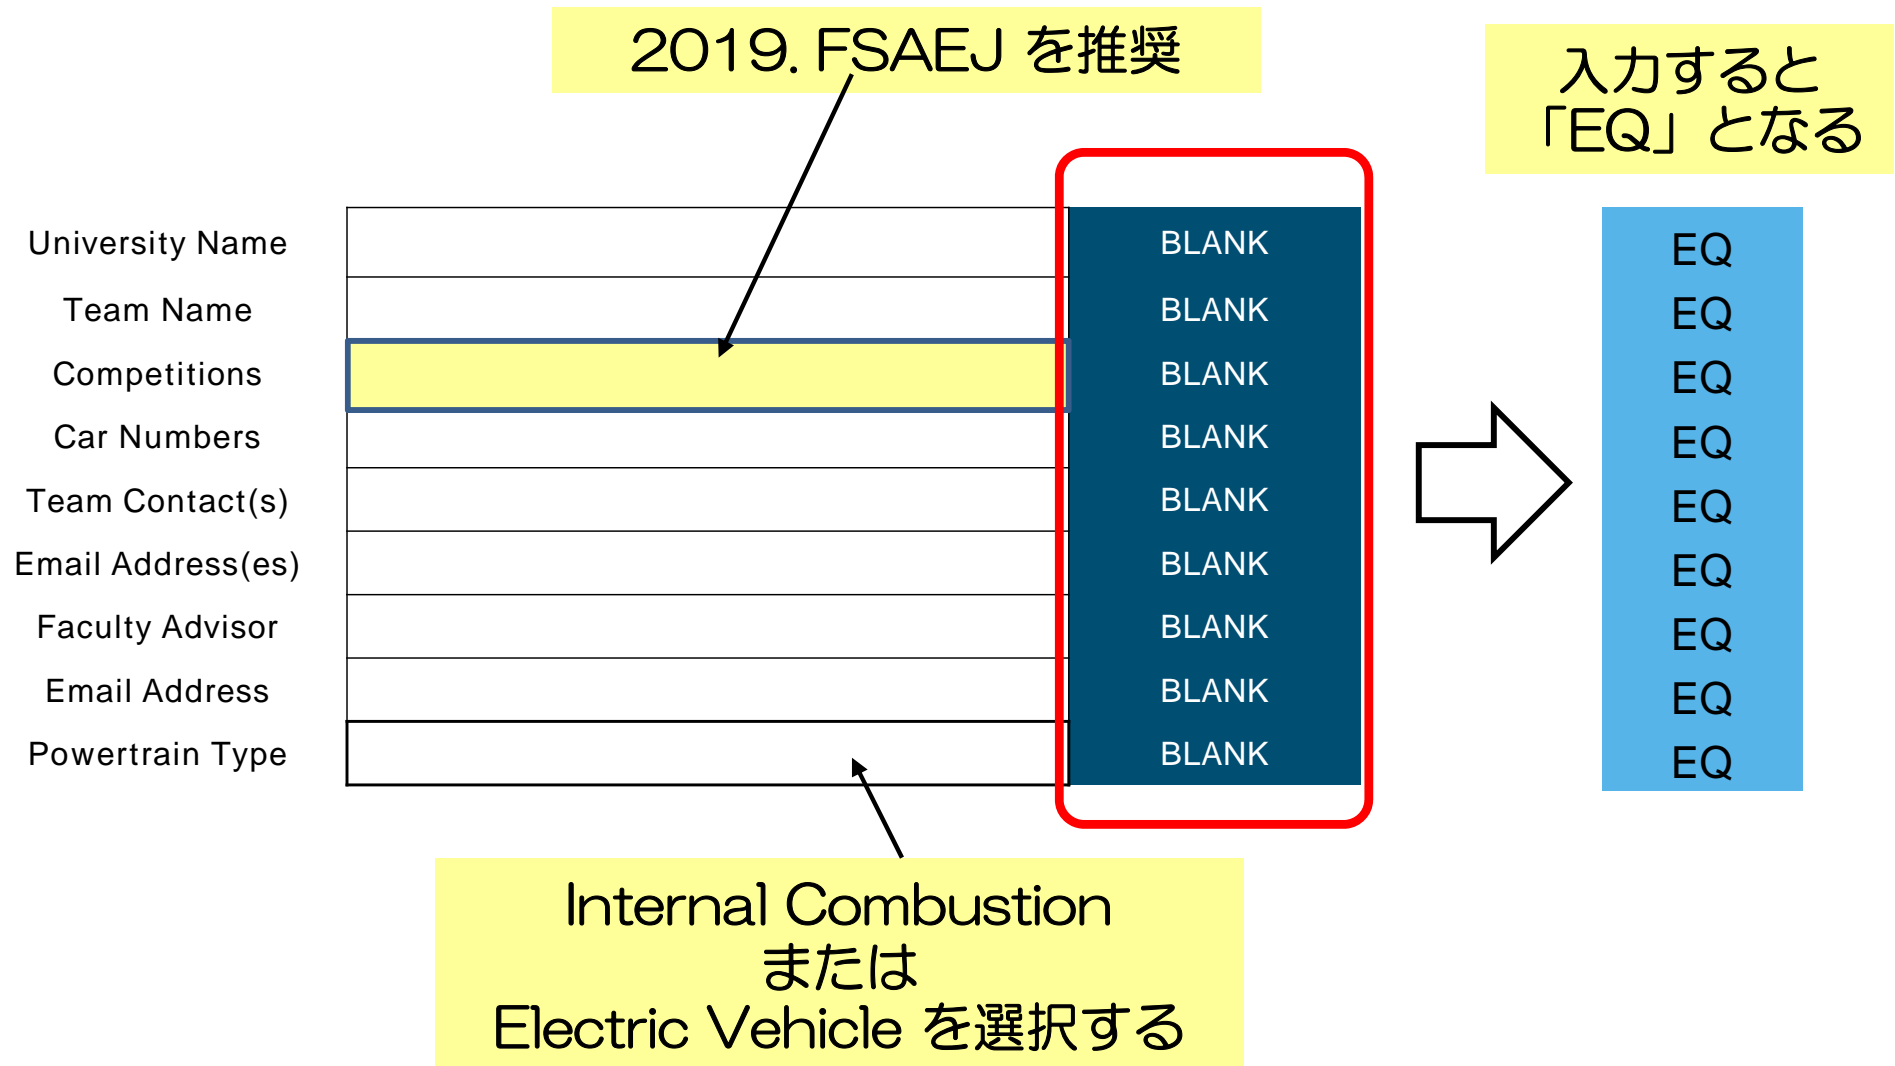 2019. FSAEJ を推奨
入力すると
「EQ」となる
University Name BLANK EQ
Team Name BLANK EQ
Competitions BLANK EQ
Car Numbers BLANK EQ
Team Contact(s) BLANK EQ
Email Address(es) BLANK EQ
Faculty Advisor BLANK EQ
Email Address BLANK EQ
Powertrain Type BLANK EQ
Internal Combustion
または
Electric Vehicle を選択する